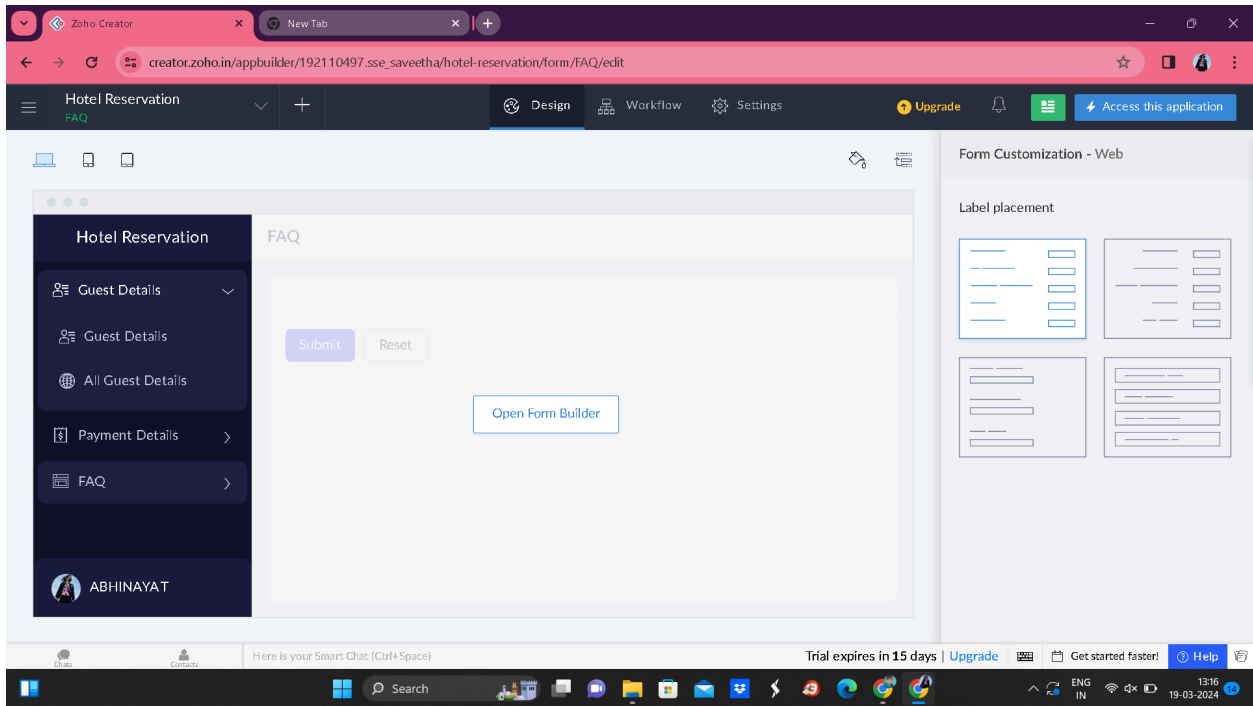 Zoho Creator
New Tab
creator.zoho.in/appbuilder/192110497.sse_saveetha/hotel-reservation/form/FAQ/edit
Hotel Reservation
FAQ
Design
Workflow
Settings
Upgrade
Access this application
Form Customization - Web
Label placement
Hotel Reservation
FAQ
Guest Details
Guest Details
All Guest Details
Payment Details
FAQ
Submit
Reset
Open Form Builder
ABHINAYA T
Chats
Contacts
Here is your Smart Chat (Ctrl+Space)
Trial expires in 15 days | Upgrade
Get started faster!
Help
Search
ENG
IN
13:16
19-03-2024
14